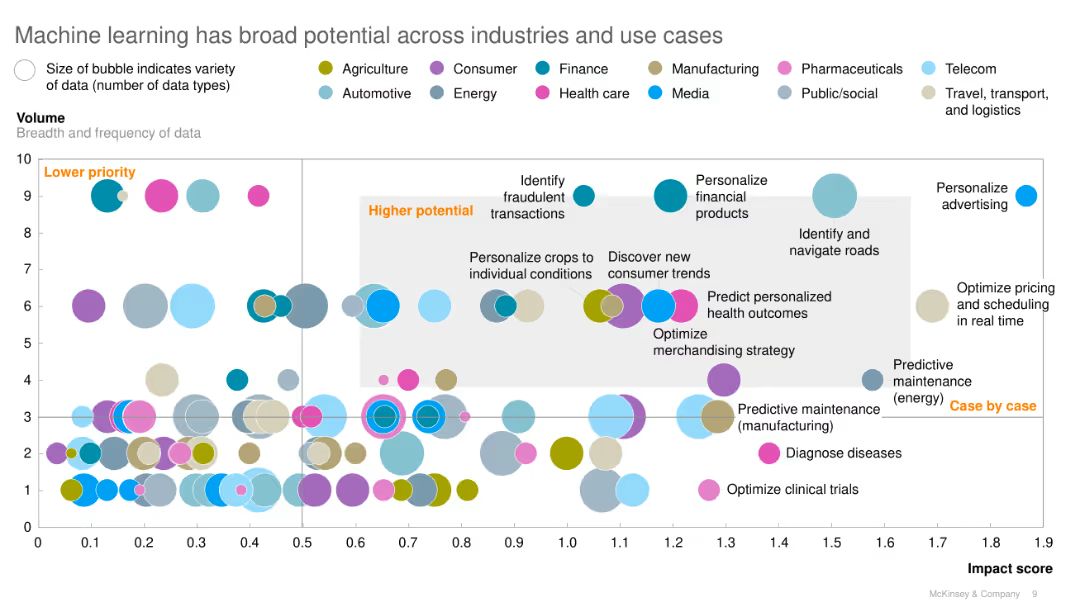 Machine learning has broad potential across industries and use cases
Size of bubble indicates variety
of data (number of data types)
Agriculture
Consumer
Finance
Manufacturing
Pharmaceuticals
Telecom
Automotive
Energy
Health care
Media
Public/social
Travel, transport,
and logistics
Volume
Breadth and frequency of data
10
9
8
7
6
5
4
3
2
1
0
Lower priority
Higher potential
Case by case
Identify
fraudulent
transactions
Personalize
financial
products
Identify and
navigate roads
Personalize
advertising
Personalize crops to
individual conditions
Discover new
consumer trends
Predict personalized
health outcomes
Optimize
merchandising strategy
Optimize pricing
and scheduling
in real time
Predictive
maintenance
(energy)
Predictive maintenance
(manufacturing)
Diagnose diseases
Optimize clinical trials
0 0.1 0.2 0.3 0.4 0.5 0.6 0.7 0.8 0.9 1.0 1.1 1.2 1.3 1.4 1.5 1.6 1.7 1.8 1.9
Impact score
McKinsey & Company 9